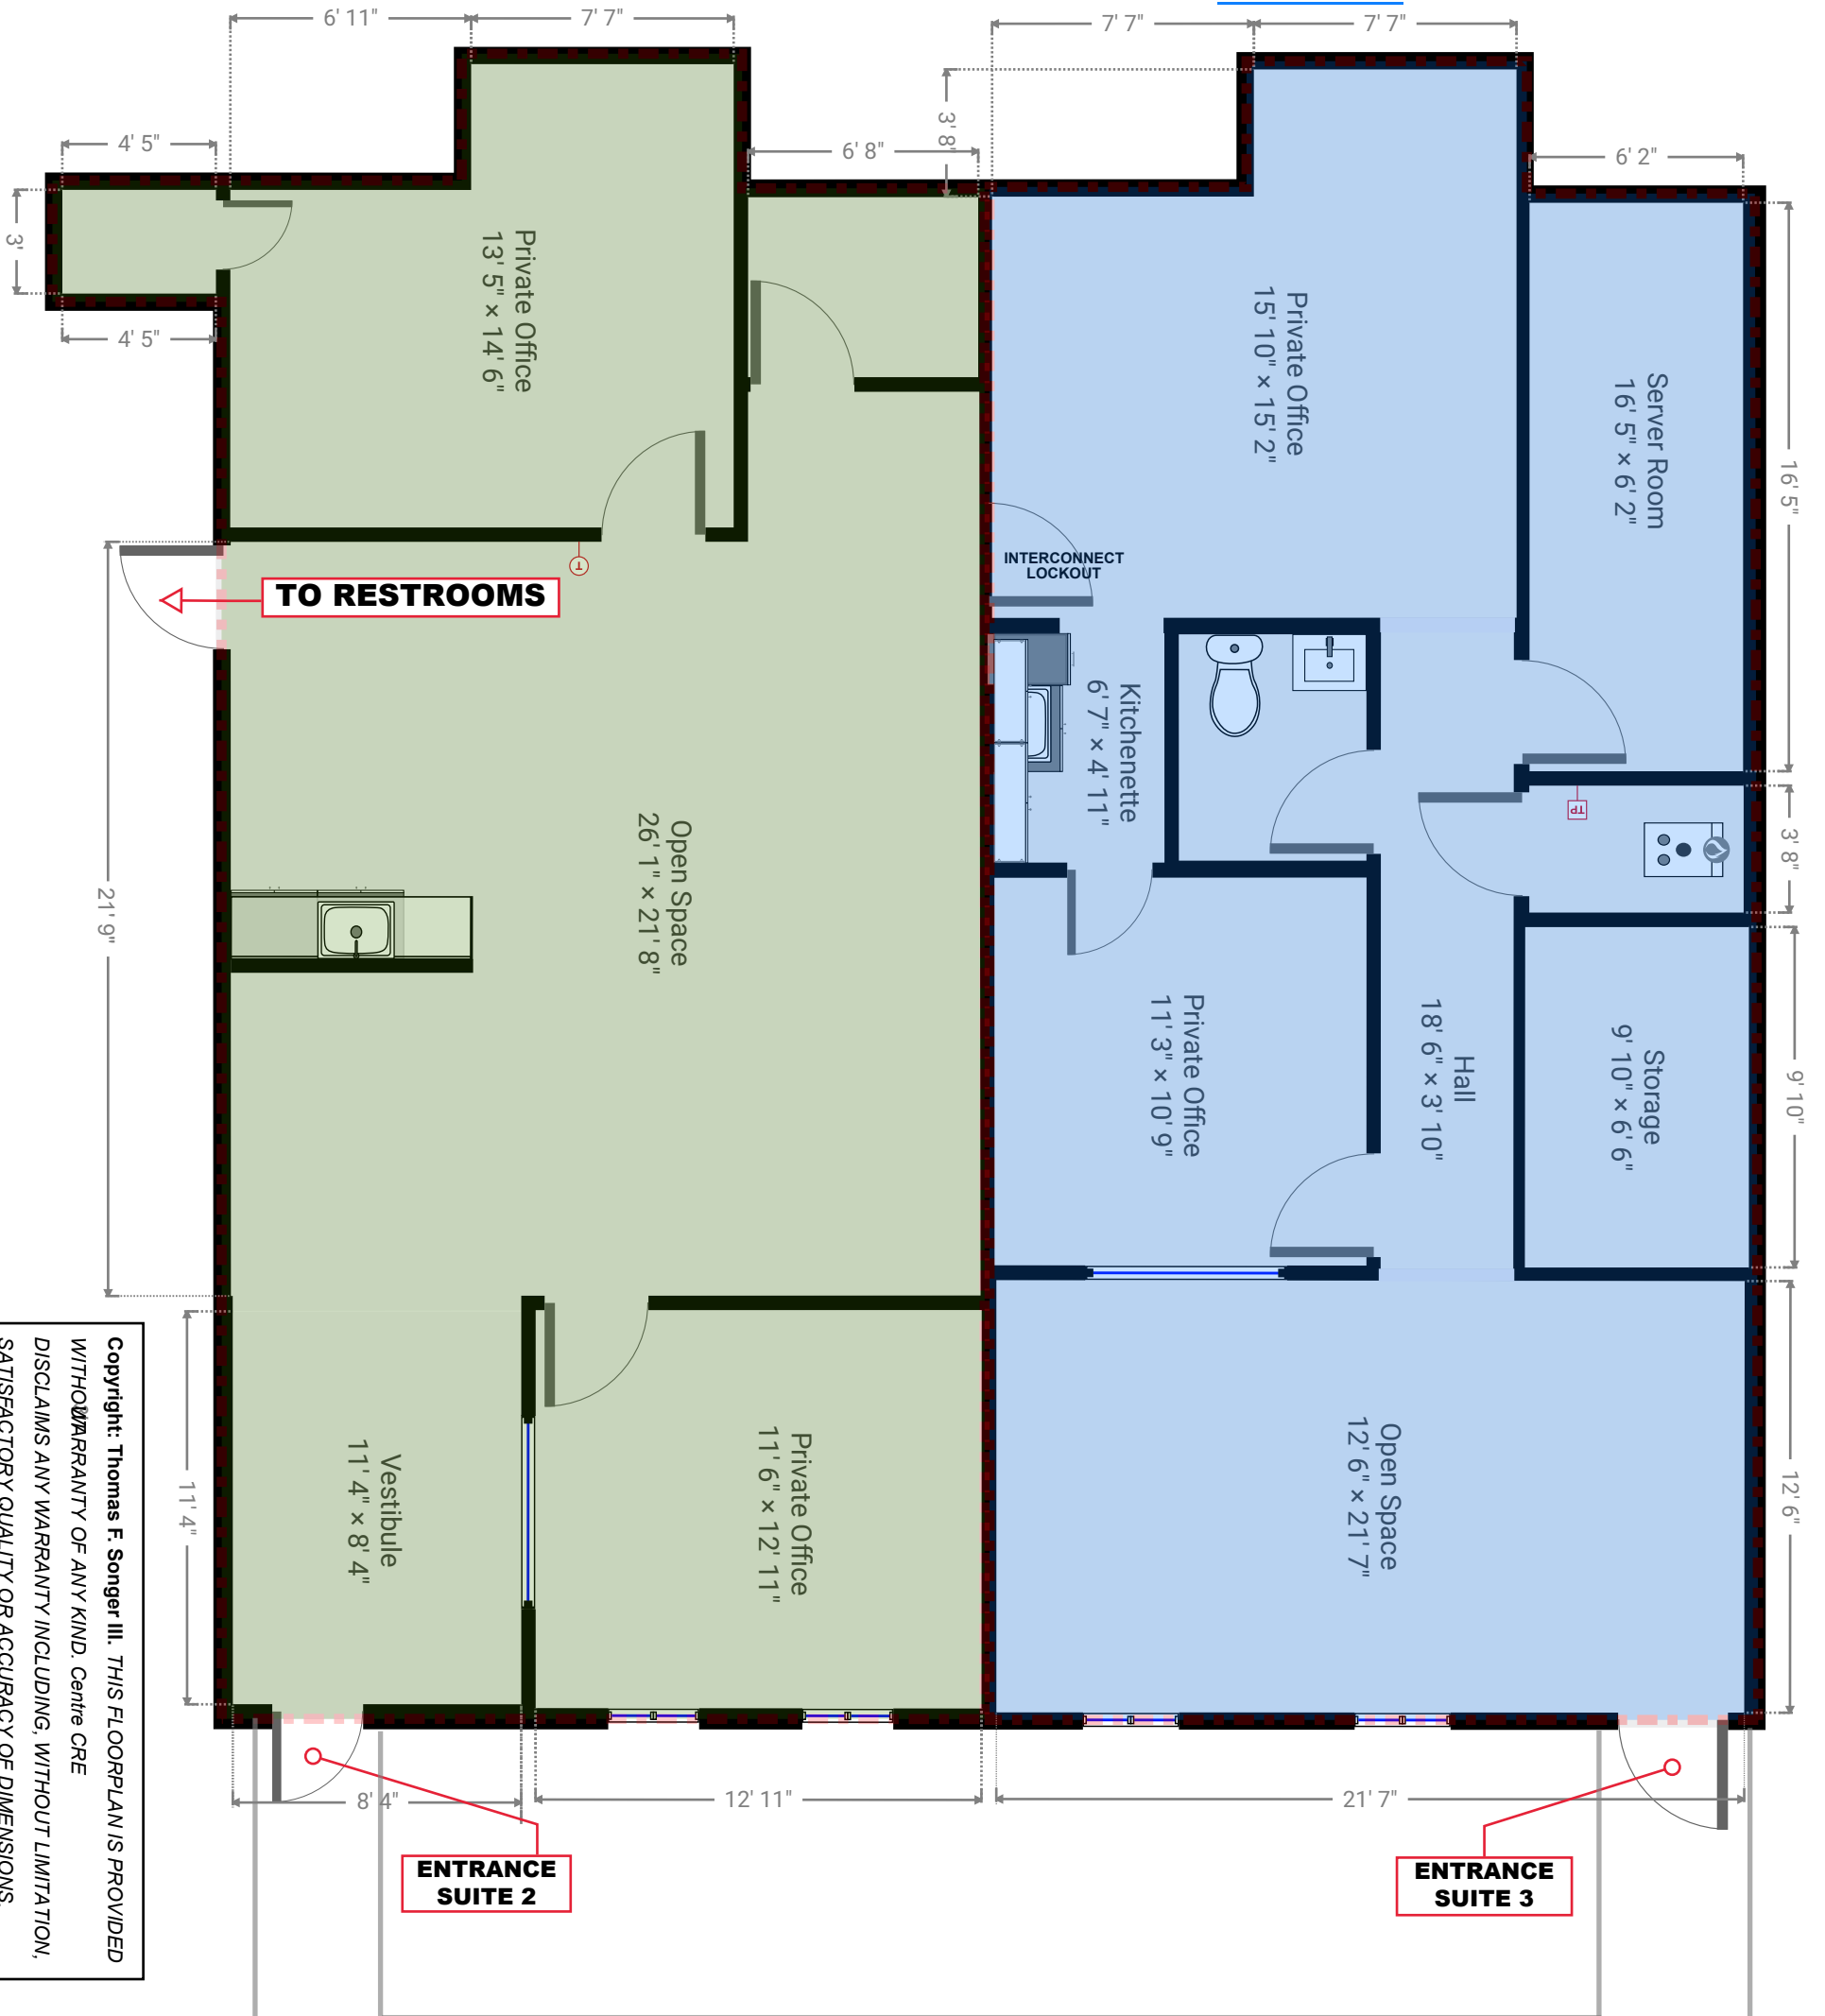 6' 11"
7' 7"
7' 7"
7' 7"
4' 5"
6' 8"
3' 8"
6' 2"
3'
4' 5"
Private Office
13' 5" × 14' 6"
Private Office
15' 10" × 15' 2"
Server Room
16' 5" × 6' 2"
16' 5"
INTERCONNECT
LOCKOUT
T
TO RESTROOMS
Kitchenette
6' 7" × 4' 11"
TP
3' 8"
Open Space
26' 1" × 21' 8"
21' 9"
Private Office
11' 3" × 10' 9"
Hall
18' 6" × 3' 10"
Storage
9' 10" × 6' 6"
9' 10"
Vestibule
11' 4" × 8' 4"
11' 4"
Private Office
11' 6" × 12' 11"
Open Space
12' 6" × 21' 7"
12' 6"
Copyright: Thomas F. Songer III. THIS FLOORPLAN IS PROVIDED
WITHOUT WARRANTY OF ANY KIND. Centre CRE
DISCLAIMS ANY WARRANTY INCLUDING, WITHOUT LIMITATION,
SATISFACTORY QUALITY OR ACCURACY OF DIMENSIONS.
8' 4"
12' 11"
21' 7"
ENTRANCE
SUITE 2
ENTRANCE
SUITE 3